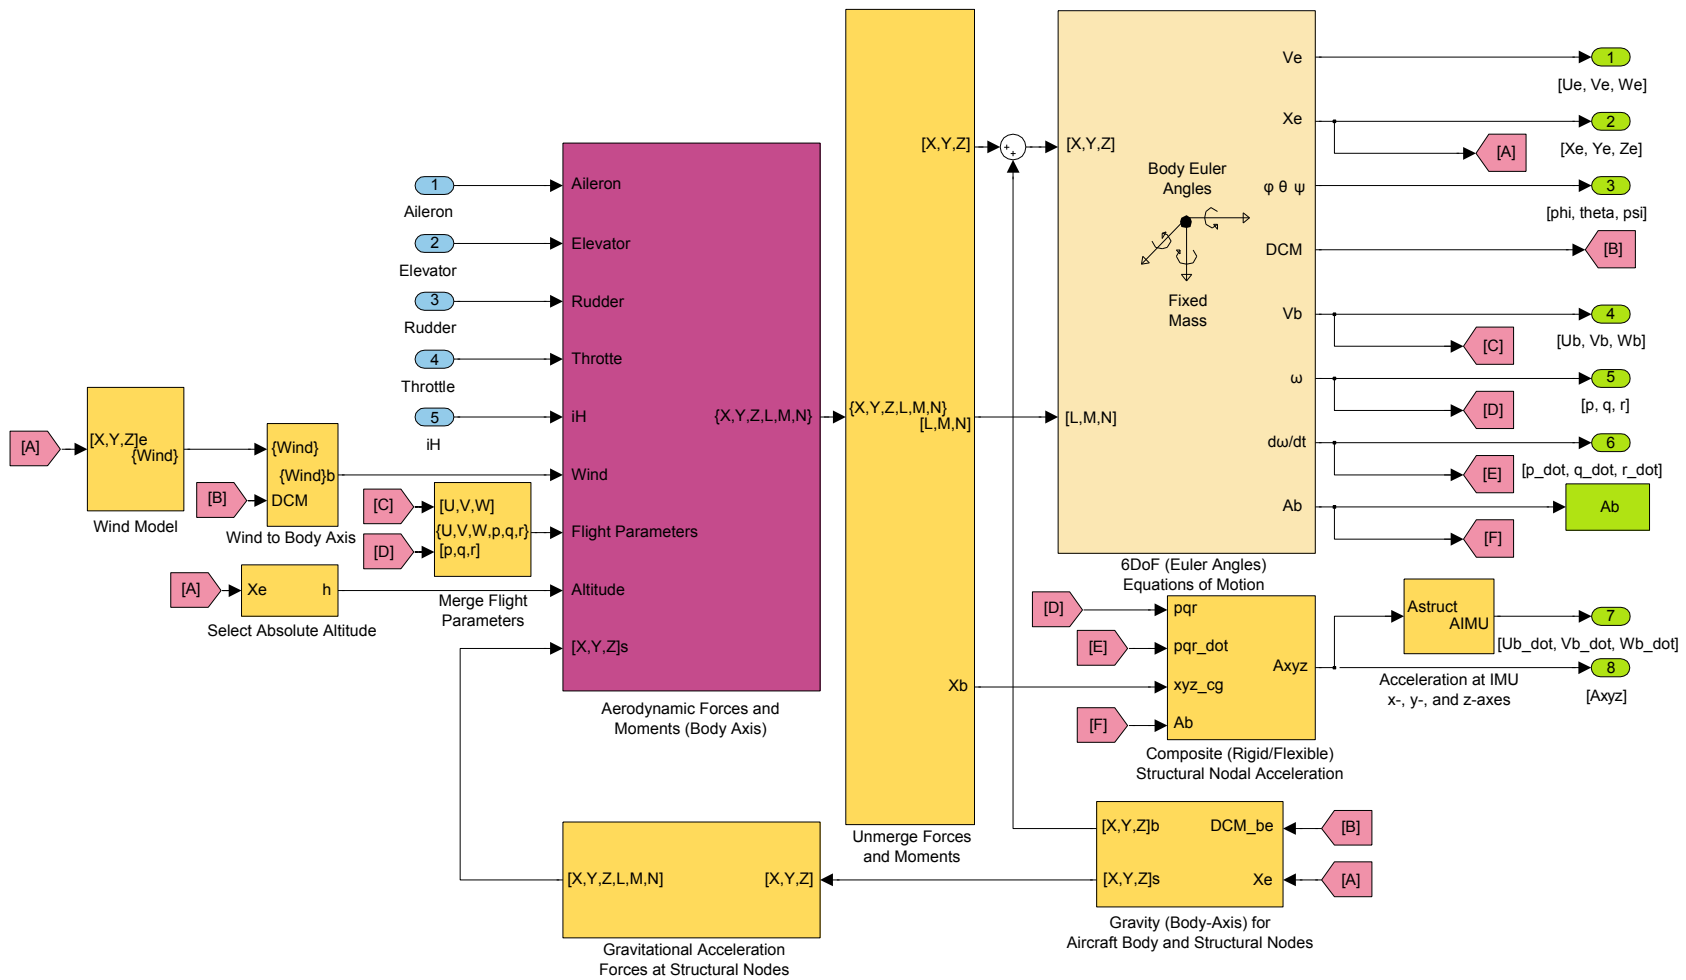 1
Aileron
2
Elevator
3
Rudder
4
Throttle
5
iH
[A]
[X,Y,Z]e
{Wind}
Wind Model
[B]
{Wind}
{Wind}b
DCM
Wind to Body Axis
[C]
[D]
[U,V,W]
{U,V,W,p,q,r}
[p,q,r]
Merge Flight
Parameters
[A]
Xe
h
Select Absolute Altitude
Aileron
Elevator
Rudder
Throtte
iH
Wind
Flight Parameters
Altitude
[X,Y,Z]s
{X,Y,Z,L,M,N}
Aerodynamic Forces and
Moments (Body Axis)
{X,Y,Z,L,M,N}
[X,Y,Z]
[L,M,N]
Xb
Unmerge Forces
and Moments
+
+
[X,Y,Z]
[L,M,N]
Body Euler
Angles
Fixed
Mass
Ve
Xe
φ θ ψ
DCM
Vb
ω
dω/dt
Ab
6DoF (Euler Angles)
Equations of Motion
1
[Ue, Ve, We]
2
[Xe, Ye, Ze]
[A]
3
[phi, theta, psi]
[B]
4
[Ub, Vb, Wb]
[C]
5
[p, q, r]
[D]
6
[p_dot, q_dot, r_dot]
[E]
Ab
[F]
[D]
[E]
[F]
pqr
pqr_dot
xyz_cg
Ab
Axyz
Composite (Rigid/Flexible)
Structural Nodal Acceleration
Astruct
AIMU
Acceleration at IMU
x-, y-, and z-axes
7
[Ub_dot, Vb_dot, Wb_dot]
8
[Axyz]
[X,Y,Z]b
DCM_be
[X,Y,Z]s
Xe
[B]
[A]
Gravity (Body-Axis) for
Aircraft Body and Structural Nodes
[X,Y,Z,L,M,N]
[X,Y,Z]
Gravitational Acceleration
Forces at Structural Nodes